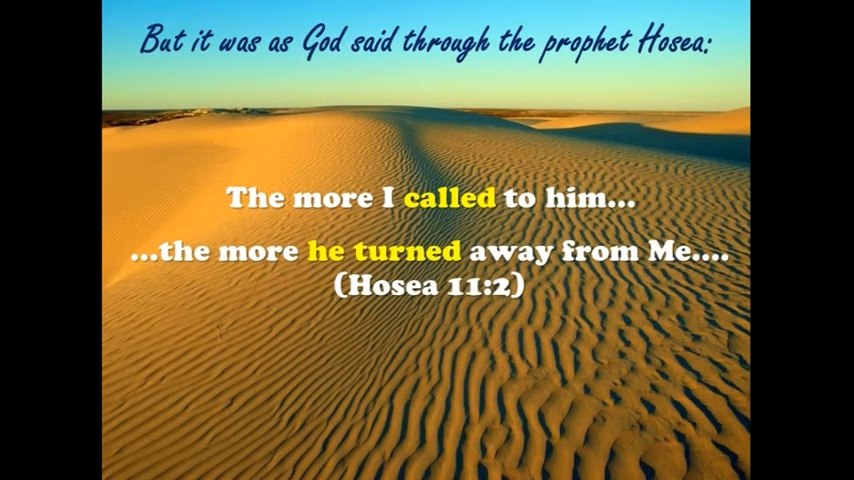 But it was as God said through the prophet Hosea:
The more I called to him...
...the more he turned away from Me....
(Hosea 11:2)